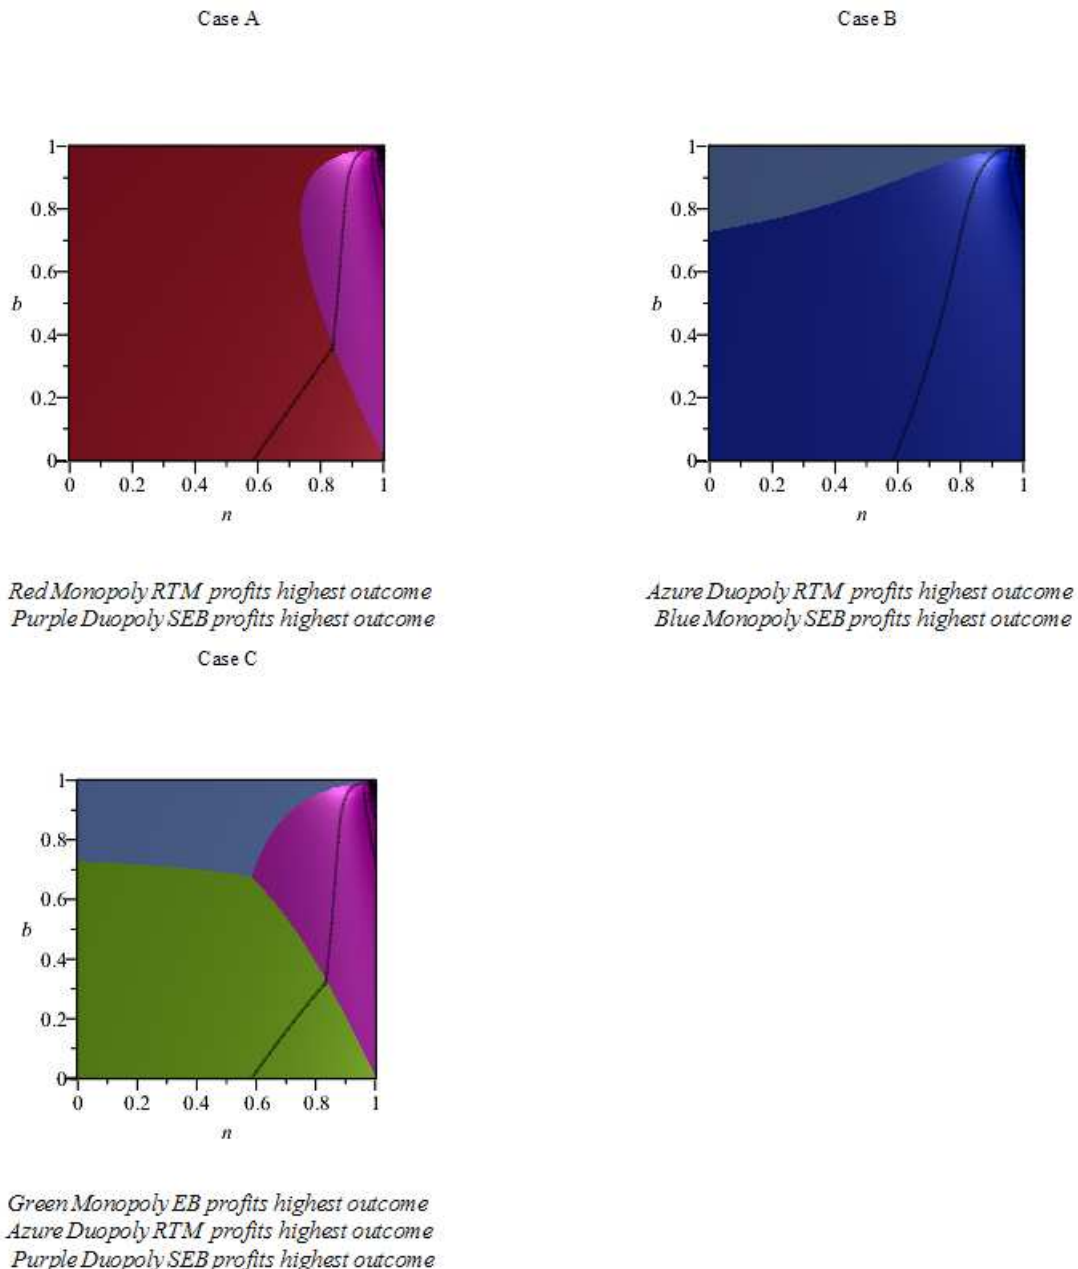 Case A
Case B
1
0.8
0.6
b
0.4
0.2
0
0 0.2 0.4 0.6 0.8 1
n
1
0.8
0.6
b
0.4
0.2
0
0 0.2 0.4 0.6 0.8 1
n
Red Monopoly RTM profits highest outcome
Purple Duopoly SEB profits highest outcome
Azure Duopoly RTM profits highest outcome
Blue Monopoly SEB profits highest outcome
Case C
1
0.8
0.6
b
0.4
0.2
0
0 0.2 0.4 0.6 0.8 1
n
Green Monopoly EB profits highest outcome
Azure Duopoly RTM profits highest outcome
Purple Duopoly SEB profits highest outcome